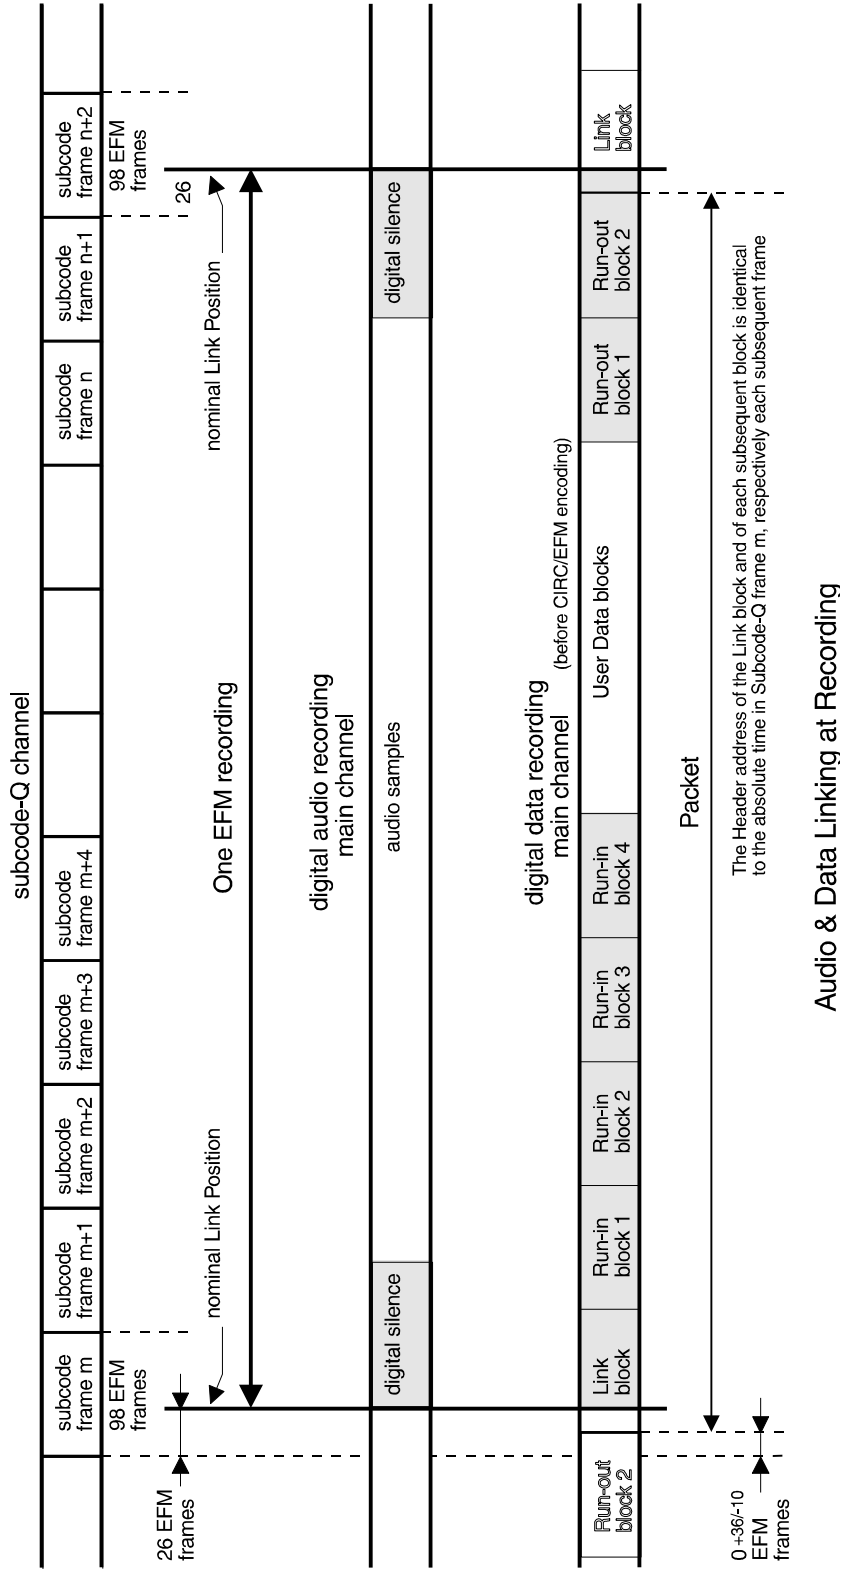 subcode-Q channel
subcode
frame m
subcode
frame m+1
subcode
frame m+2
subcode
frame m+3
subcode
frame m+4
subcode
frame n
subcode
frame n+1
subcode
frame n+2
26 EFM
frames
98 EFM
frames
98 EFM
frames
26
nominal Link Position
One EFM recording
nominal Link Position
digital audio recording
main channel
digital silence
audio samples
digital silence
digital data recording
main channel
(before CIRC/EFM encoding)
Run-out
block 2
Link
block
Run-in
block 1
Run-in
block 2
Run-in
block 3
Run-in
block 4
User Data blocks
Run-out
block 1
Run-out
block 2
Link
block
Packet
0 +36/-10
EFM
frames
The Header address of the Link block and of each subsequent block is identical
to the absolute time in Subcode-Q frame m, respectively each subsequent frame
Audio & Data Linking at Recording